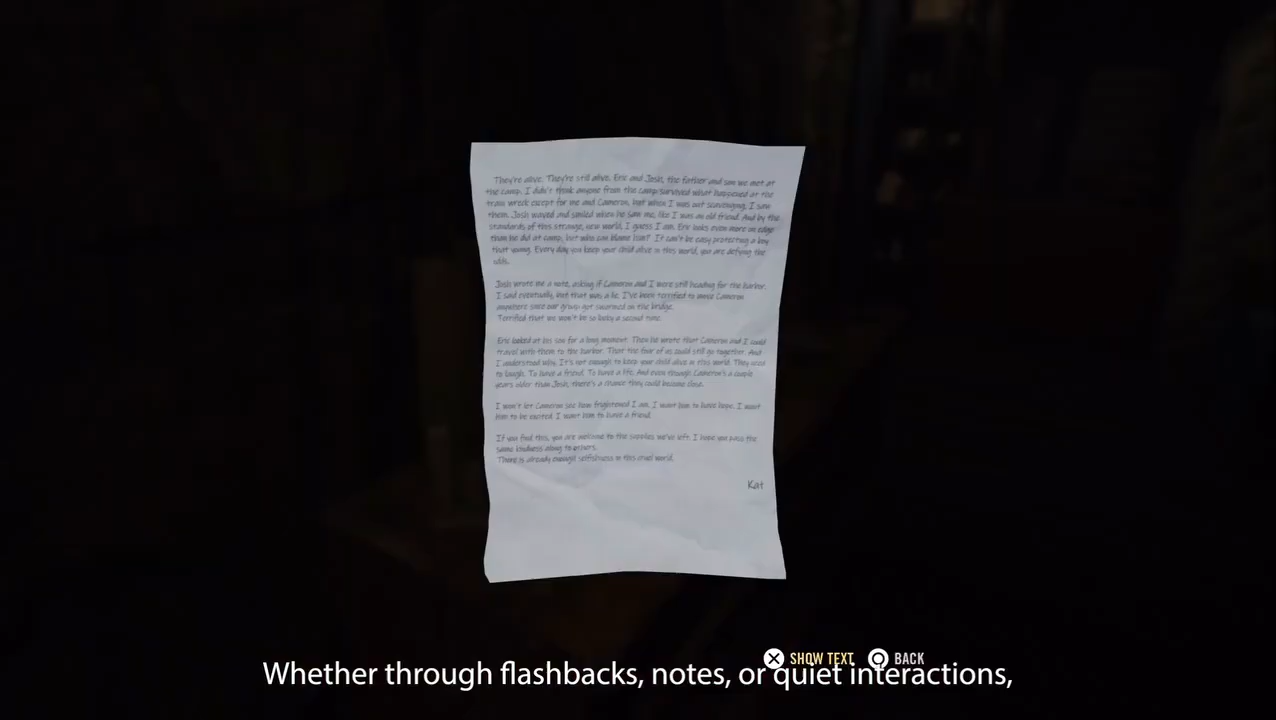 They're alive. They're still alive. Eric and Josh, the father and son we met at
the camp. I didn't think anyone from the camp survived what happened at the
train wreck except for me and Cameron, but when I was out scavenging, I saw
them. Josh waved and smiled when he saw me, like I was an old friend. And by the
standards of this strange, new world, I guess I am. Eric looks even more on edge
than he did at camp, but who can blame him? It can't be easy protecting a boy
that young. Every day you keep your child alive in this world, you are defying the
odds.
Josh wrote me a note, asking if Cameron and I were still heading for the harbor.
I said eventually, but that was a lie. I've been terrified to move Cameron
anywhere since our group got swarmed on the bridge.
Terrified that we won't be so lucky a second time.
Eric looked at his son for a long moment. Then he wrote that Cameron and I could
travel with them to the harbor. That the four of us could still go together. And
I understood why. It's not enough to keep your child alive in this world. They need
to laugh. To have a friend. To have a life. And even though Cameron's a couple
years older than Josh, there's a chance they could become close.
I won't let Cameron see how frightened I am. I want him to have hope. I want
him to be excited. I want him to have a friend.
If you find this, you are welcome to the supplies we've left. I hope you pass the
same kindness along to others.
There is already enough selfishness in this cruel world.
Kat
SHOW TEXT BACK
Whether through flashbacks, notes, or quiet interactions,